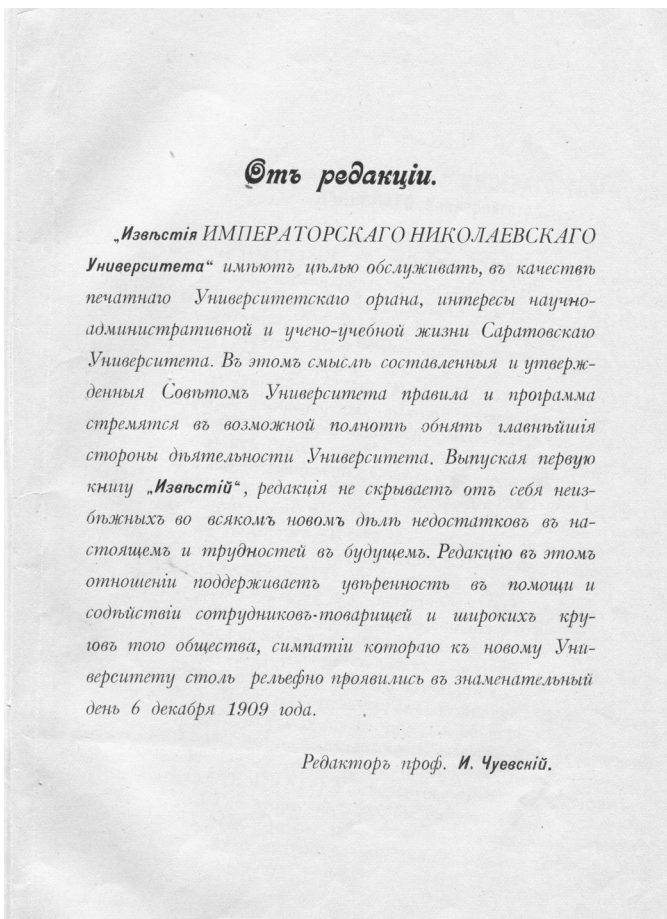 Отъ редакціи.
„Извѣстія ИМПЕРАТОРСКАГО НИКОЛАЕВСКАГО
Университета“ имѣютъ цѣлью обслуживать, въ качествѣ
печатнаго Университетскаго органа, интересы научно-
административной и учено-учебной жизни Саратовскаго
Университета. Въ этомъ смыслѣ составленныя и утверж-
денныя Совѣтомъ Университета правила и программа
стремятся въ возможной полнотѣ обнять главнѣйшія
стороны дѣятельности Университета. Выпуская первую
книгу „Извѣстій“, редакція не скрываетъ отъ себя неиз-
бѣжныхъ во всякомъ новомъ дѣлѣ недостатковъ въ на-
стоящемъ и трудностей въ будущемъ. Редакцію въ этомъ
отношеніи поддерживаетъ увѣренность въ помощи и
содѣйствіи сотрудниковъ-товарищей и широкихъ кру-
говъ того общества, симпатіи котораго къ новому Уни-
верситету столь рельефно проявились въ знаменательный
день 6 декабря 1909 года.
Редакторъ проф. И. Чуевскій.